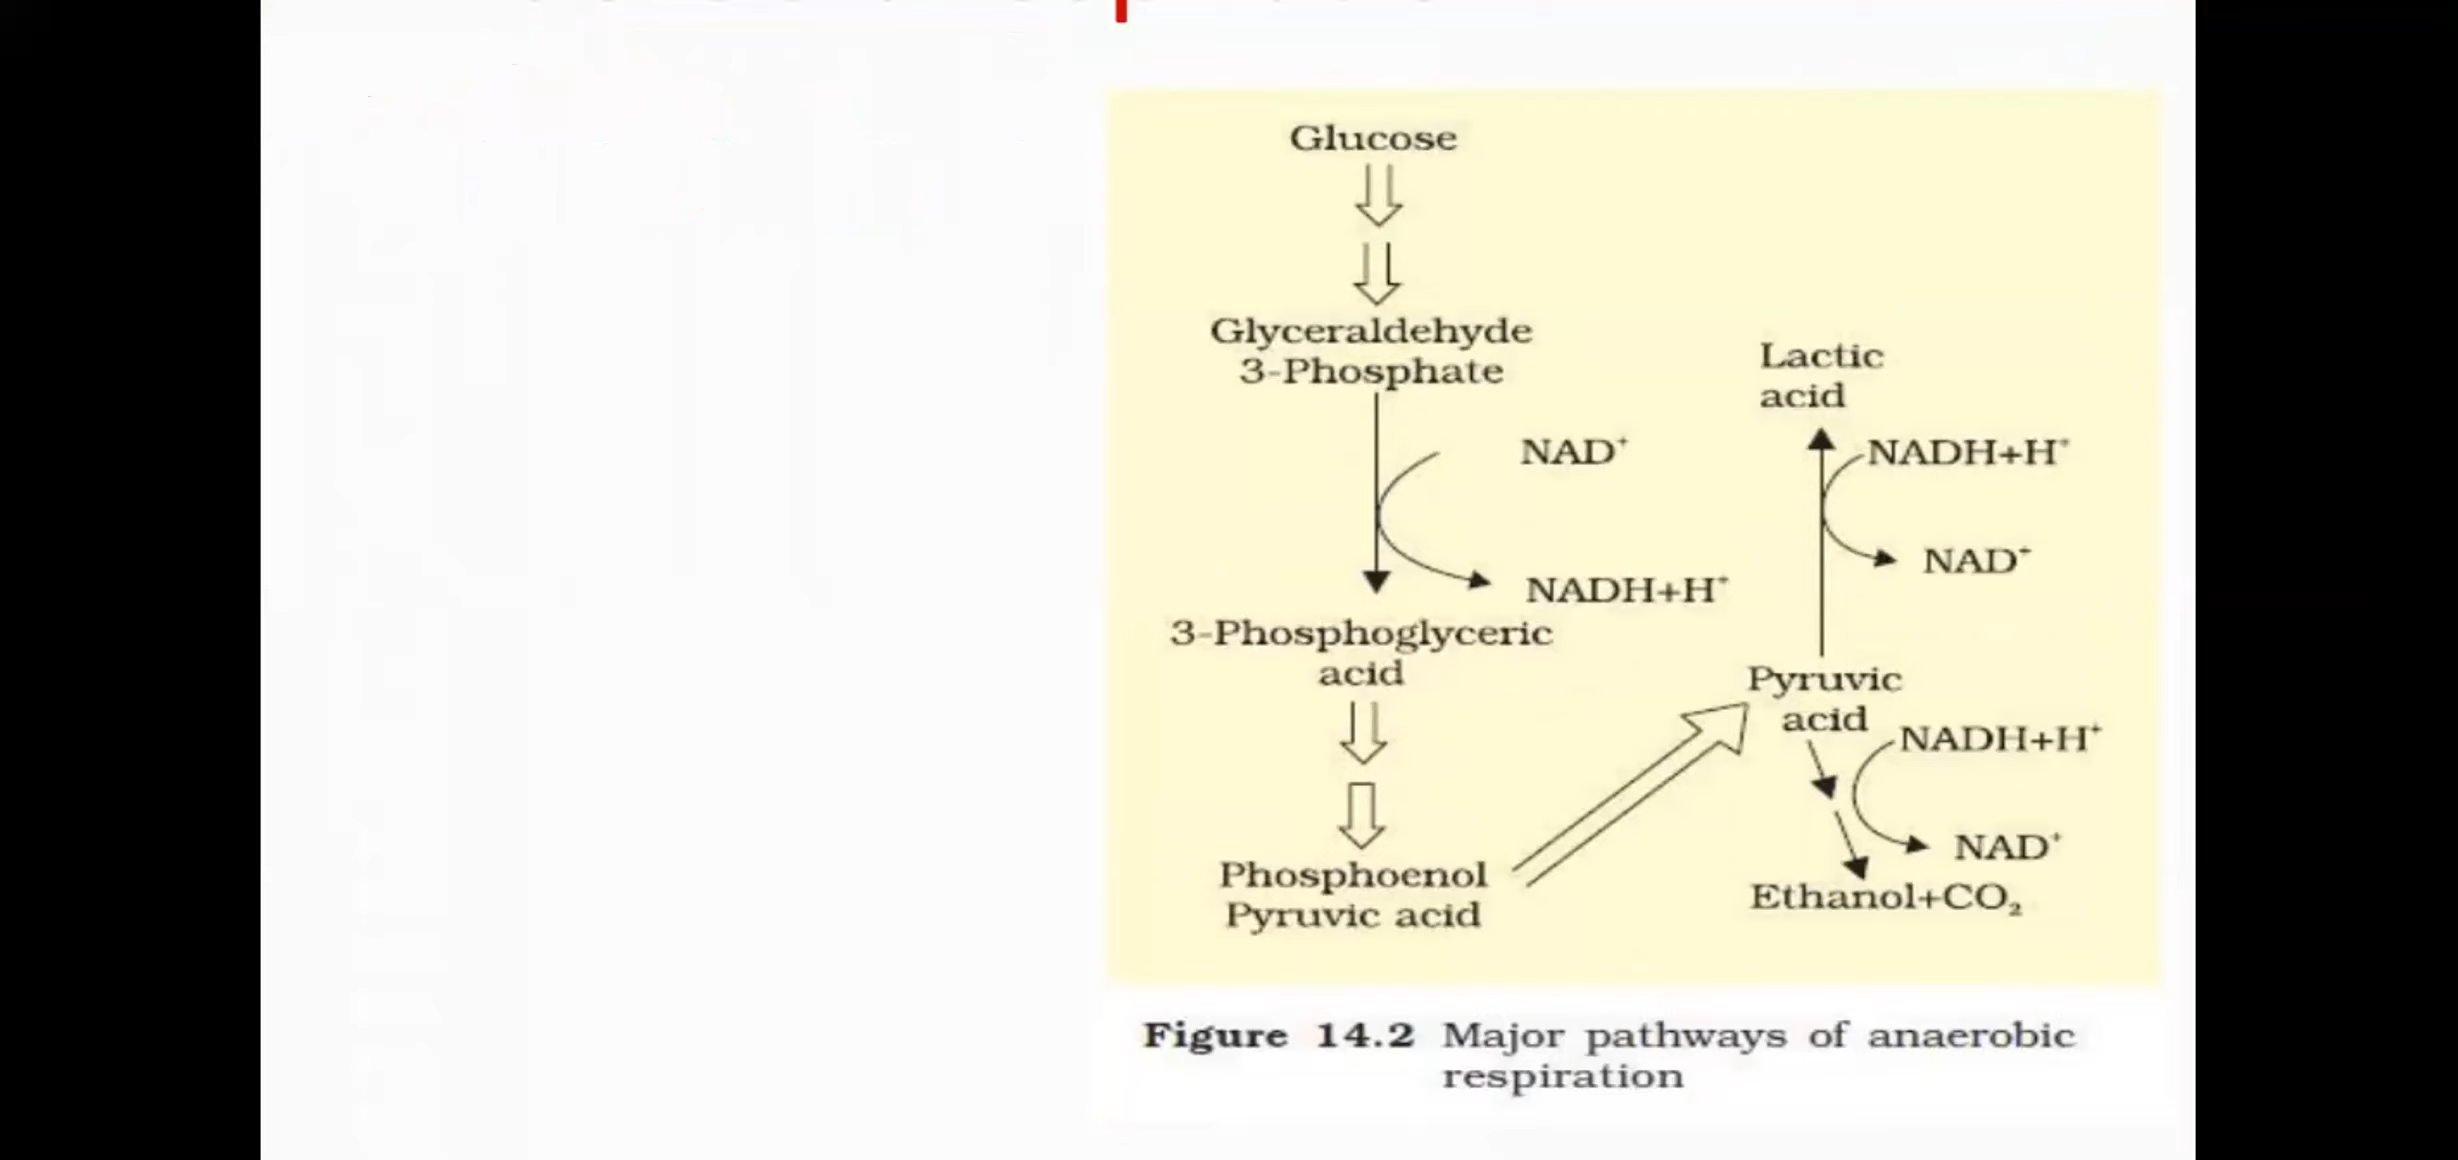 Glucose
Glyceraldehyde
3-Phosphate
NAD⁺
NADH+H⁺
3-Phosphoglyceric
acid
Phosphoenol
Pyruvic acid
Lactic
acid
NADH+H⁺
NAD⁺
Pyruvic
acid
NADH+H⁺
NAD⁺
Ethanol+CO₂
Figure 14.2 Major pathways of anaerobic
respiration